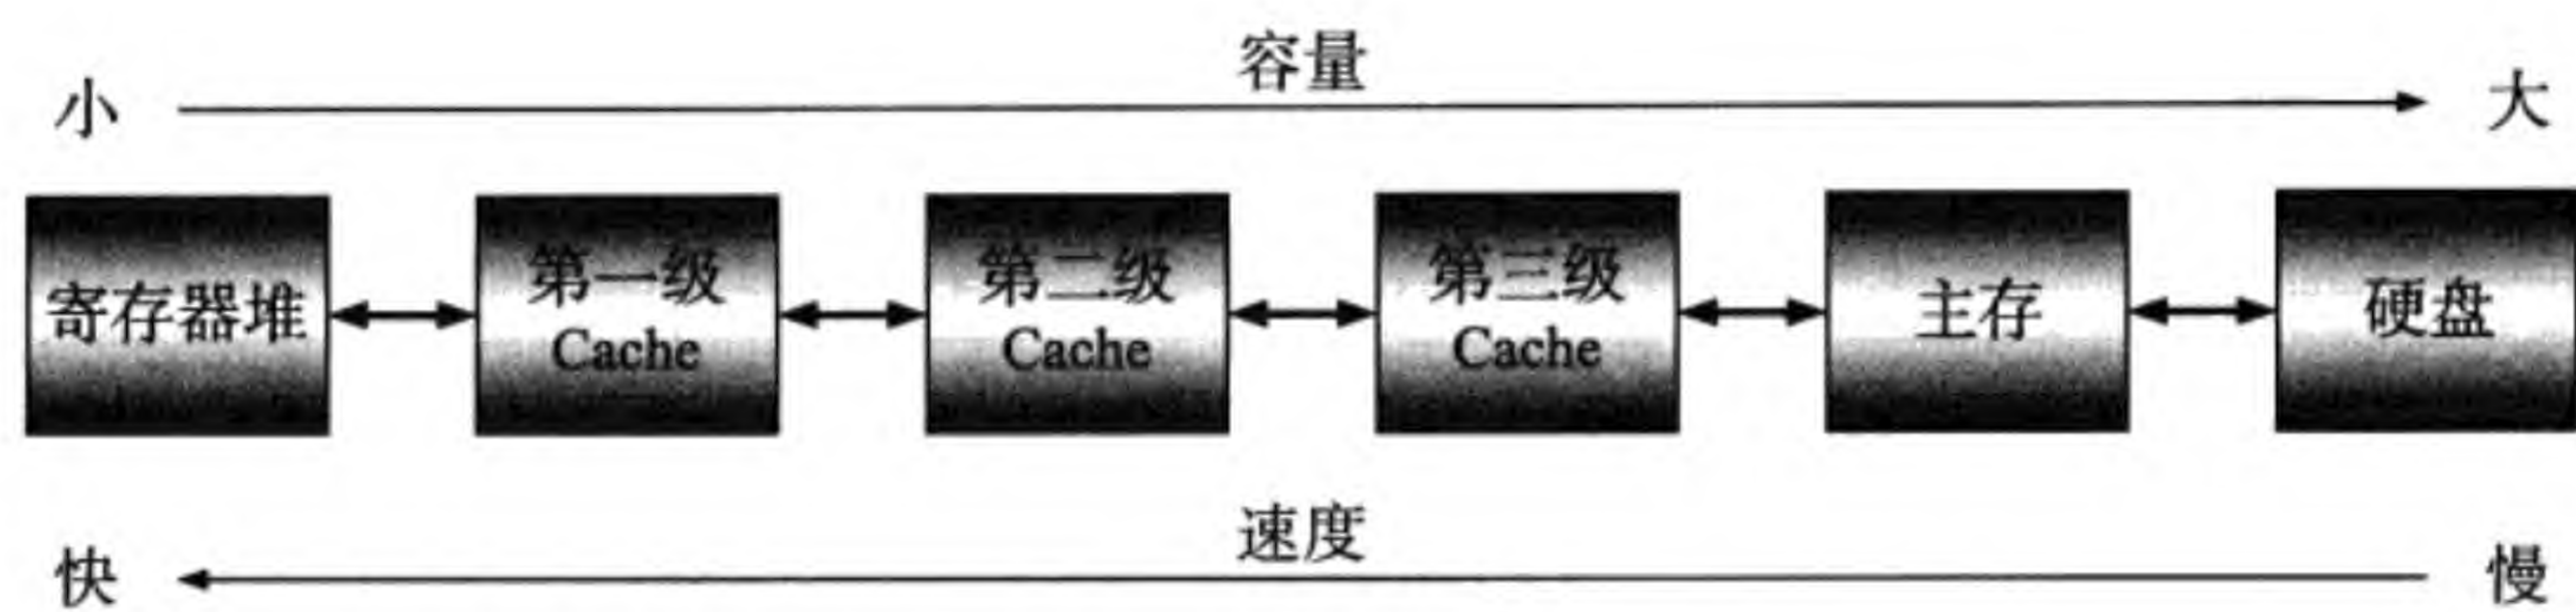 容量
小
大
寄存器堆
第一级
Cache
第二级
Cache
第三级
Cache
主存
硬盘
速度
快
慢